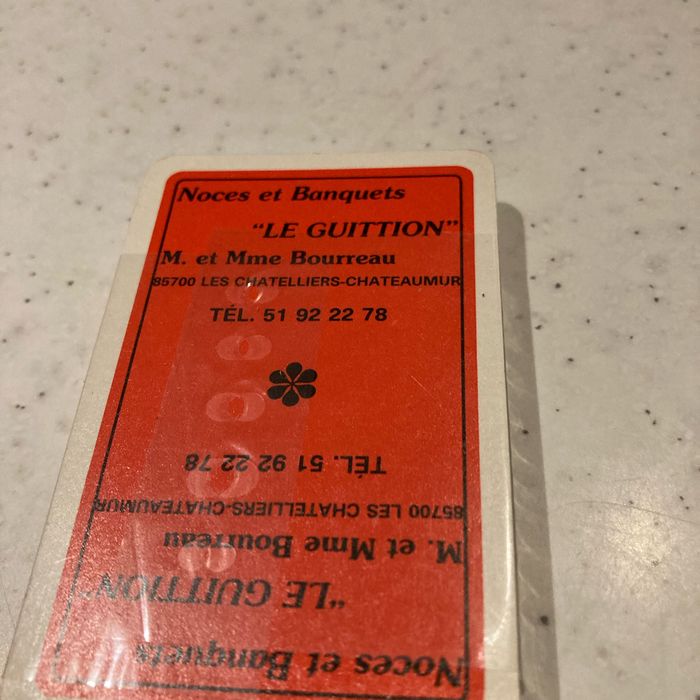 Noces et Banquets
"LE GUITTION"
M. et Mme Bourreau
85700 LES CHATELLIERS-CHATEAUMUR
TÉL. 51 92 22 78
TÉL. 51 92 22 78
85700 LES CHATELLIERS-CHATEAUMUR
M. et Mme Bourreau
"LE GUITTION"
Noces et Banquets